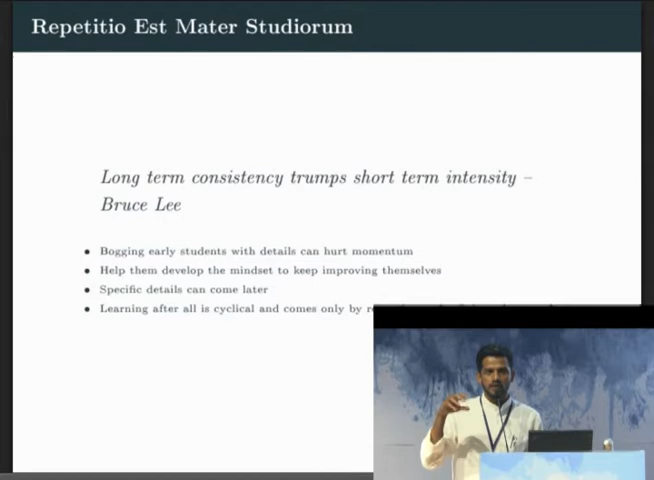 Repetitio Est Mater Studiorum
Long term consistency trumps short term intensity –
Bruce Lee
• Bogging early students with details can hurt momentum
• Help them develop the mindset to keep improving themselves
• Specific details can come later
• Learning after all is cyclical and comes only by